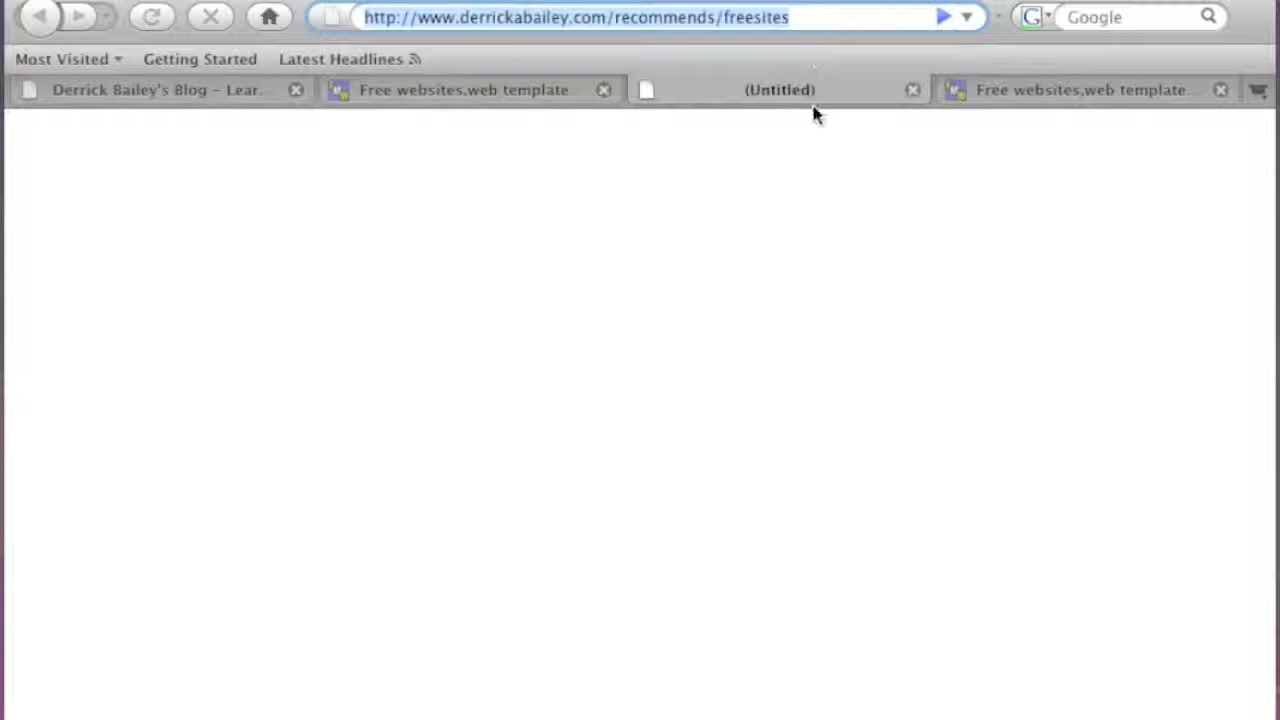 http://www.derrickabailey.com/recommends/freesites
Google
Most Visited Getting Started Latest Headlines
Derrick Bailey's Blog – Lear... Free websites,web template (Untitled) Free websites,web template...